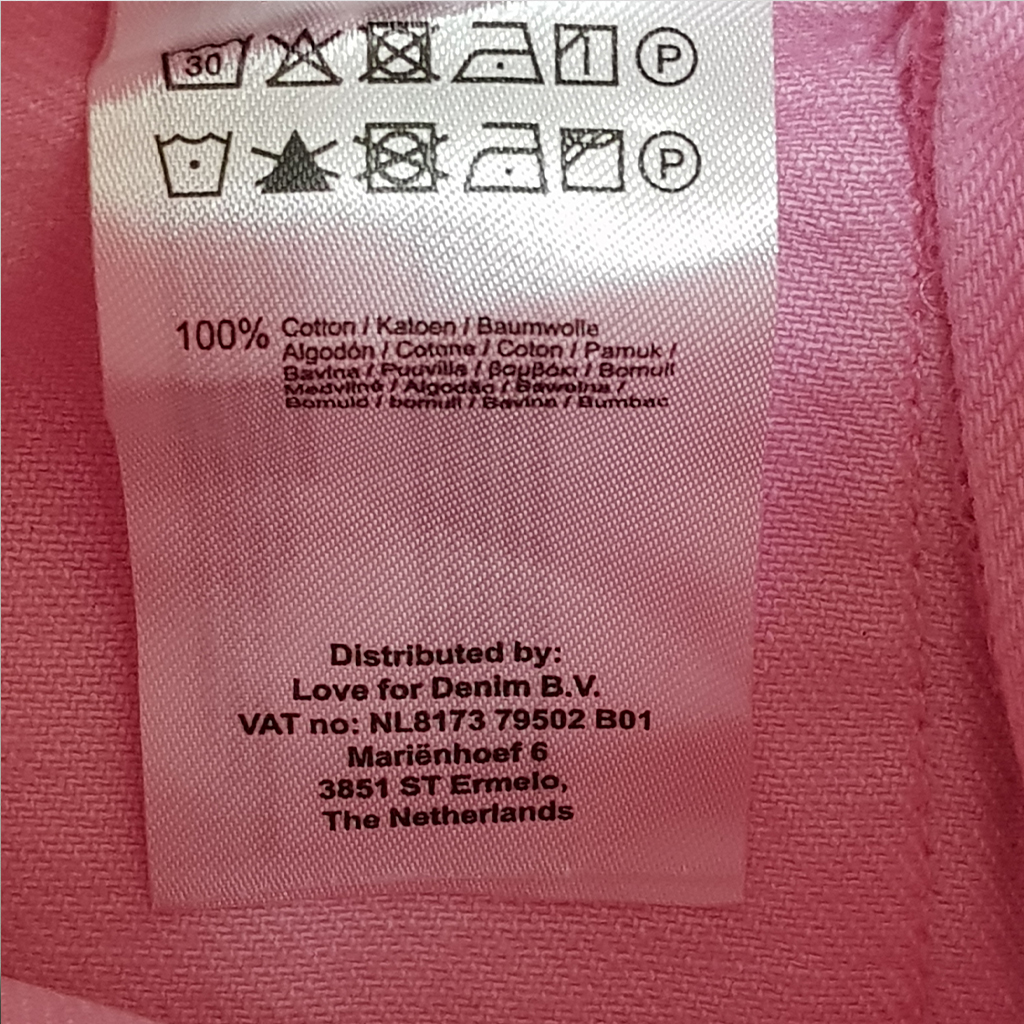 30 P
P
100% Cotton / Katoen / Baumwolle
Algodón / Cotone / Coton / Pamuk /
Bavlna / Puuvilla / βαμβάκι / Bomull
Medvilnė / Algodão / Bawełna /
Bomuld / bomull / Bavlna / Bumbac
Distributed by:
Love for Denim B.V.
VAT no: NL8173 79502 B01
Mariënhoef 6
3851 ST Ermelo,
The Netherlands